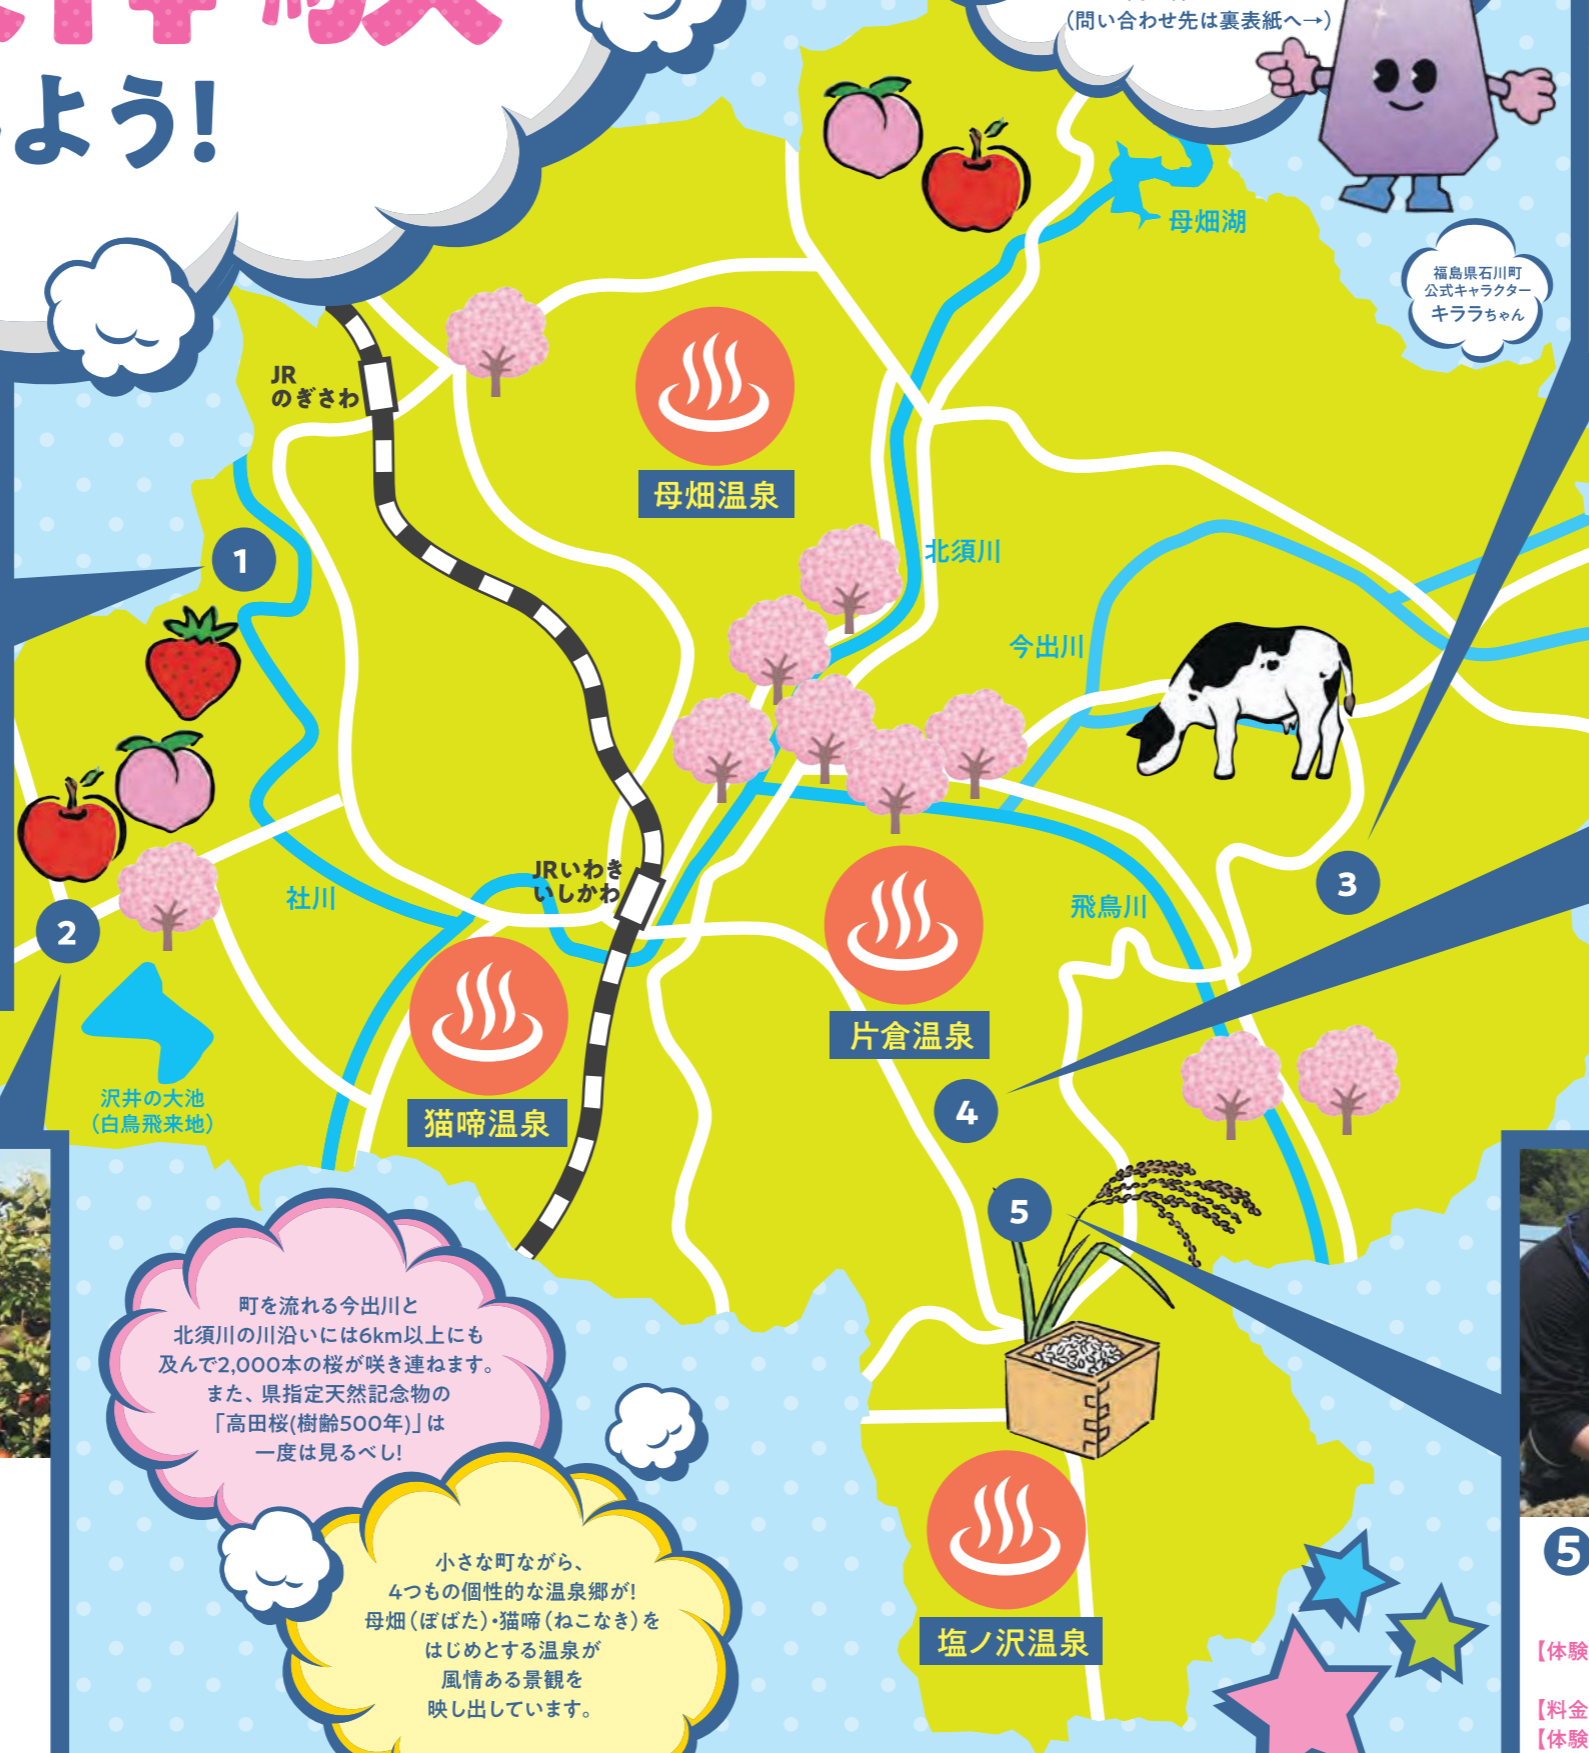 よう!
(問い合わせ先は裏表紙へ→)
福島県石川町
公式キャラクター
キララちゃん
母畑湖
JR
のぎさわ
母畑温泉
北須川
1
今出川
JRいわき
いしかわ
社川
2
3
飛鳥川
片倉温泉
沢井の大池
(白鳥飛来地)
猫啼温泉
4
5
町を流れる今出川と
北須川の川沿いには6km以上にも
及んで2,000本の桜が咲き連ねます。
また、県指定天然記念物の
「高田桜(樹齢500年)」は
一度は見るべし!
小さな町ながら、
4つもの個性的な温泉郷が!
母畑(ぼばた)・猫啼(ねこなき)を
はじめとする温泉が
風情ある景観を
映し出しています。
塩ノ沢温泉
5
【体験
【料金
【体験